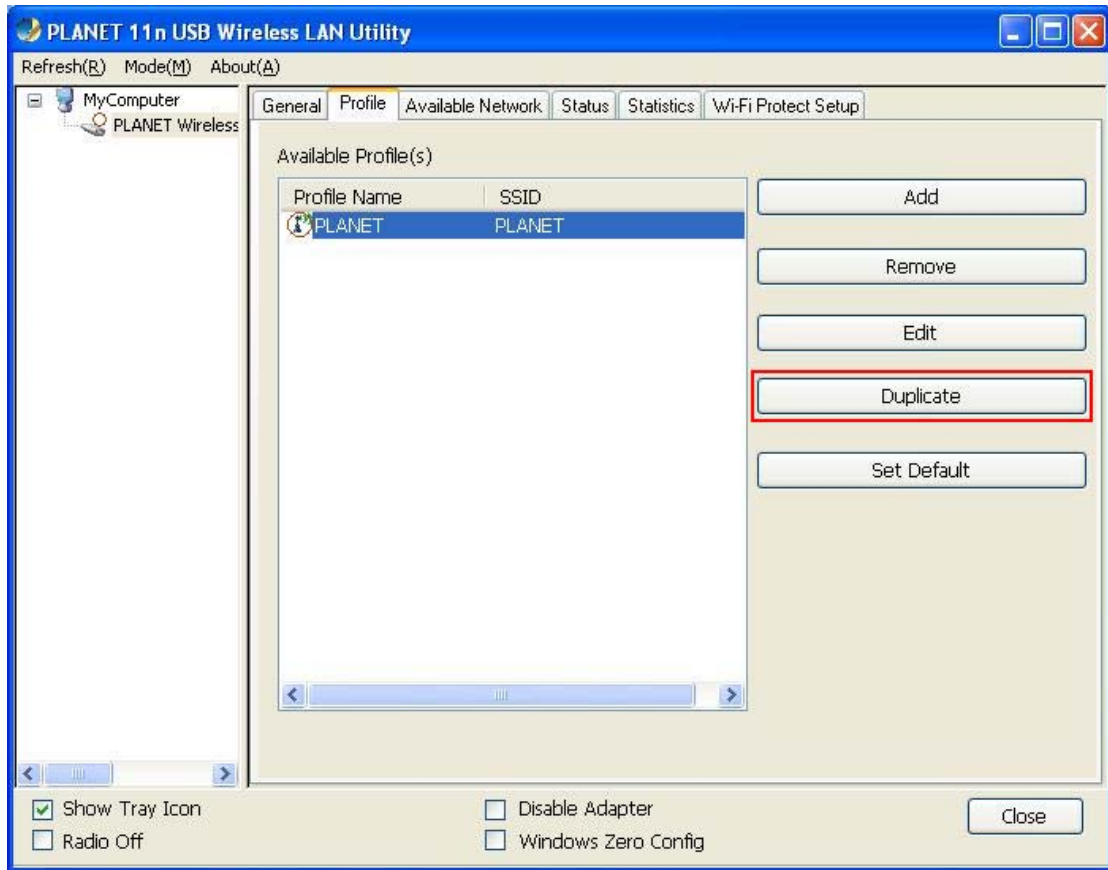 PLANET 11n USB Wireless LAN Utility
Refresh(R) Mode(M) About(A)
MyComputer
PLANET Wireless
General Profile Available Network Status Statistics Wi-Fi Protect Setup
Available Profile(s)
Profile Name SSID
PLANET PLANET
Add
Remove
Edit
Duplicate
Set Default
Show Tray Icon
Radio Off
Disable Adapter
Windows Zero Config
Close